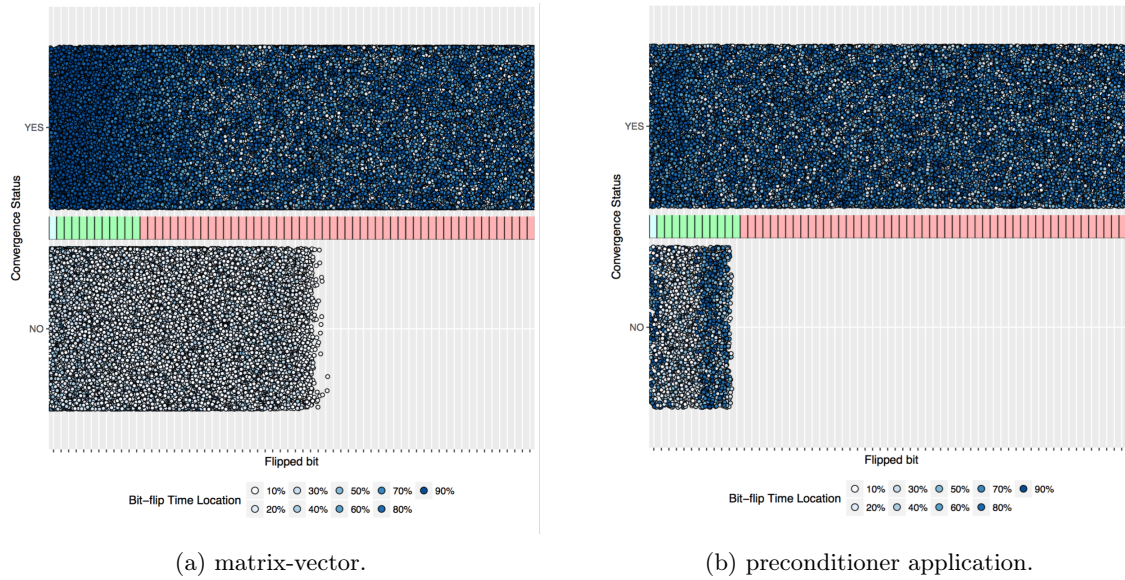 YES
NO
Convergence Status
Flipped bit
Bit-flip Time Location
10% 30% 50% 70% 90%
20% 40% 60% 80%
(a) matrix-vector.
YES
NO
Convergence Status
Flipped bit
Bit-flip Time Location
10% 30% 50% 70% 90%
20% 40% 60% 80%
(b) preconditioner application.